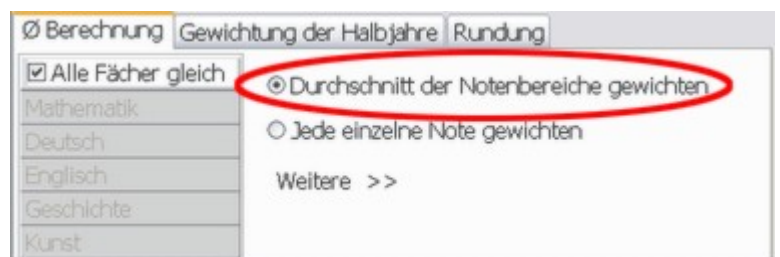 Ø Berechnung Gewichtung der Halbjahre Rundung
Alle Fächer gleich
Mathematik
Deutsch
Englisch
Geschichte
Kunst
Durchschnitt der Notenbereiche gewichten
Jede einzelne Note gewichten
Weitere >>